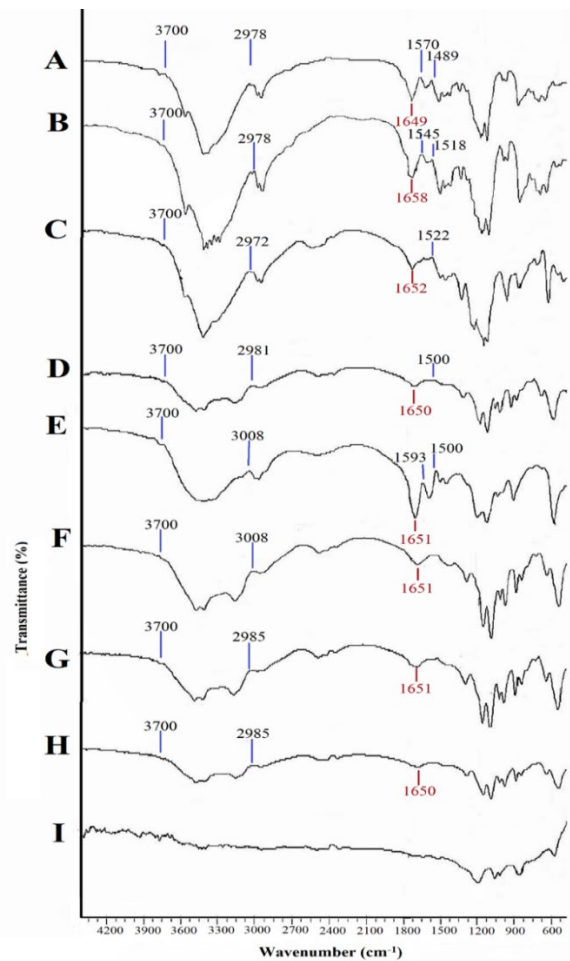 3700 2978 1570 1489
A
1649
3700 2978 1545 1518
B
1658
3700 2972 1522
C
1652
3700 2981 1500
D
1650
3700 3008 1593 1500
E
1651
3700 3008
F
1651
3700 2985
G
1651
3700 2985
H
1650
I
Transmittance (%)
4200 3900 3600 3300 3000 2700 2400 2100 1800 1500 1200 900 600
Wavenumber (cm⁻¹)